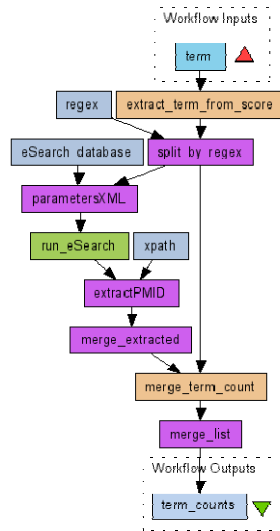 Workflow Inputs
term
regex
extract_term_from_score
eSearch database
split by regex
parametersXML
run_eSearch
xpath
extractPMID
merge_extracted
merge_term_count
merge_list
Workflow Outputs
term_counts